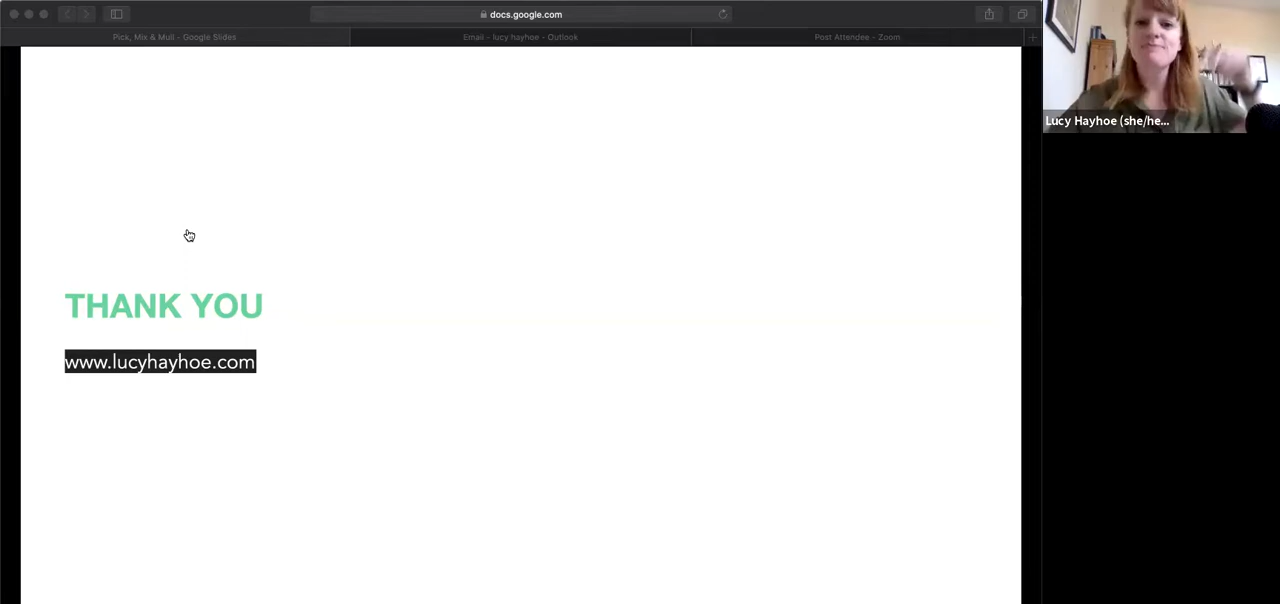 docs.google.com
Pick, Mix & Mull - Google Slides
Email - lucy hayhoe - Outlook
Post Attendee - Zoom
Lucy Hayhoe (she/he...
THANK YOU
www.lucyhayhoe.com